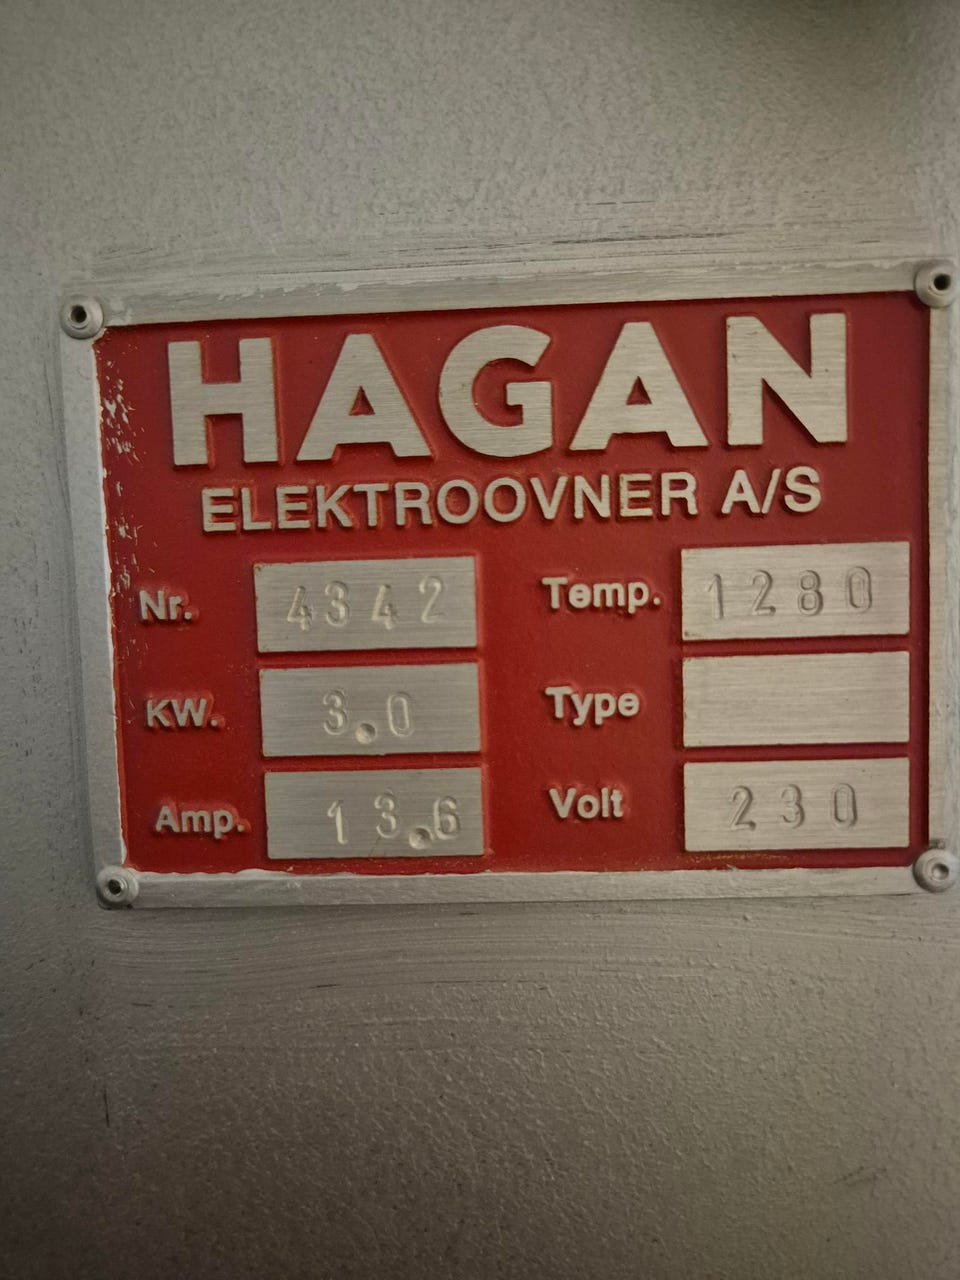 HAGAN
ELEKTROOVNER A/S
Nr. 4342 Temp. 1280
KW. 3.0 Type
Amp. 13.6 Volt 230